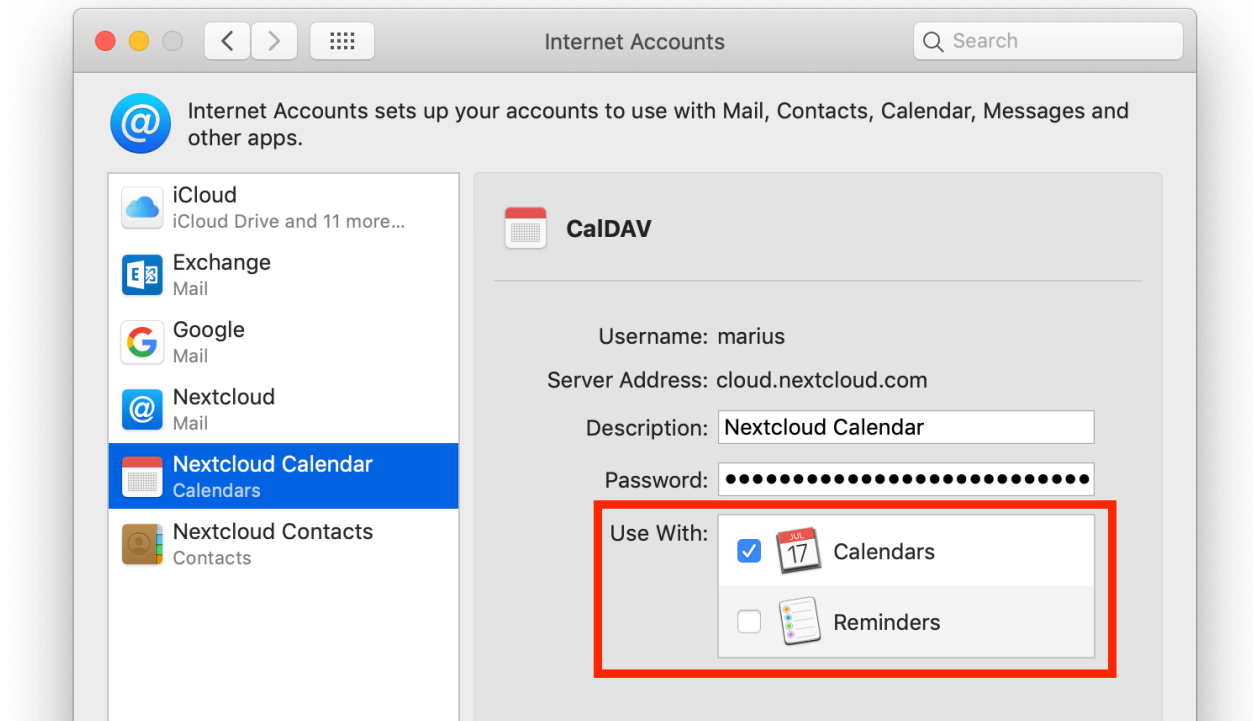 Internet Accounts
Search
Internet Accounts sets up your accounts to use with Mail, Contacts, Calendar, Messages and
other apps.
iCloud
iCloud Drive and 11 more...
Exchange
Mail
Google
Mail
Nextcloud
Mail
Nextcloud Calendar
Calendars
Nextcloud Contacts
Contacts
CalDAV
Username: marius
Server Address: cloud.nextcloud.com
Description: Nextcloud Calendar
Password: ••••••••••••••••••••••••••••
Use With:
JUL
17
Calendars
Reminders